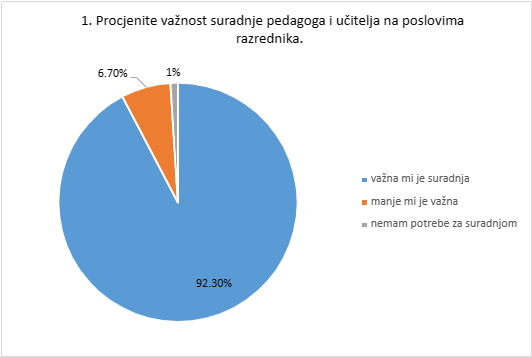 1. Procjenite važnost suradnje pedagoga i učitelja na poslovima
razrednika.
6.70%
1%
važna mi je suradnja
manje mi je važna
nemam potrebe za suradnjom
92.30%